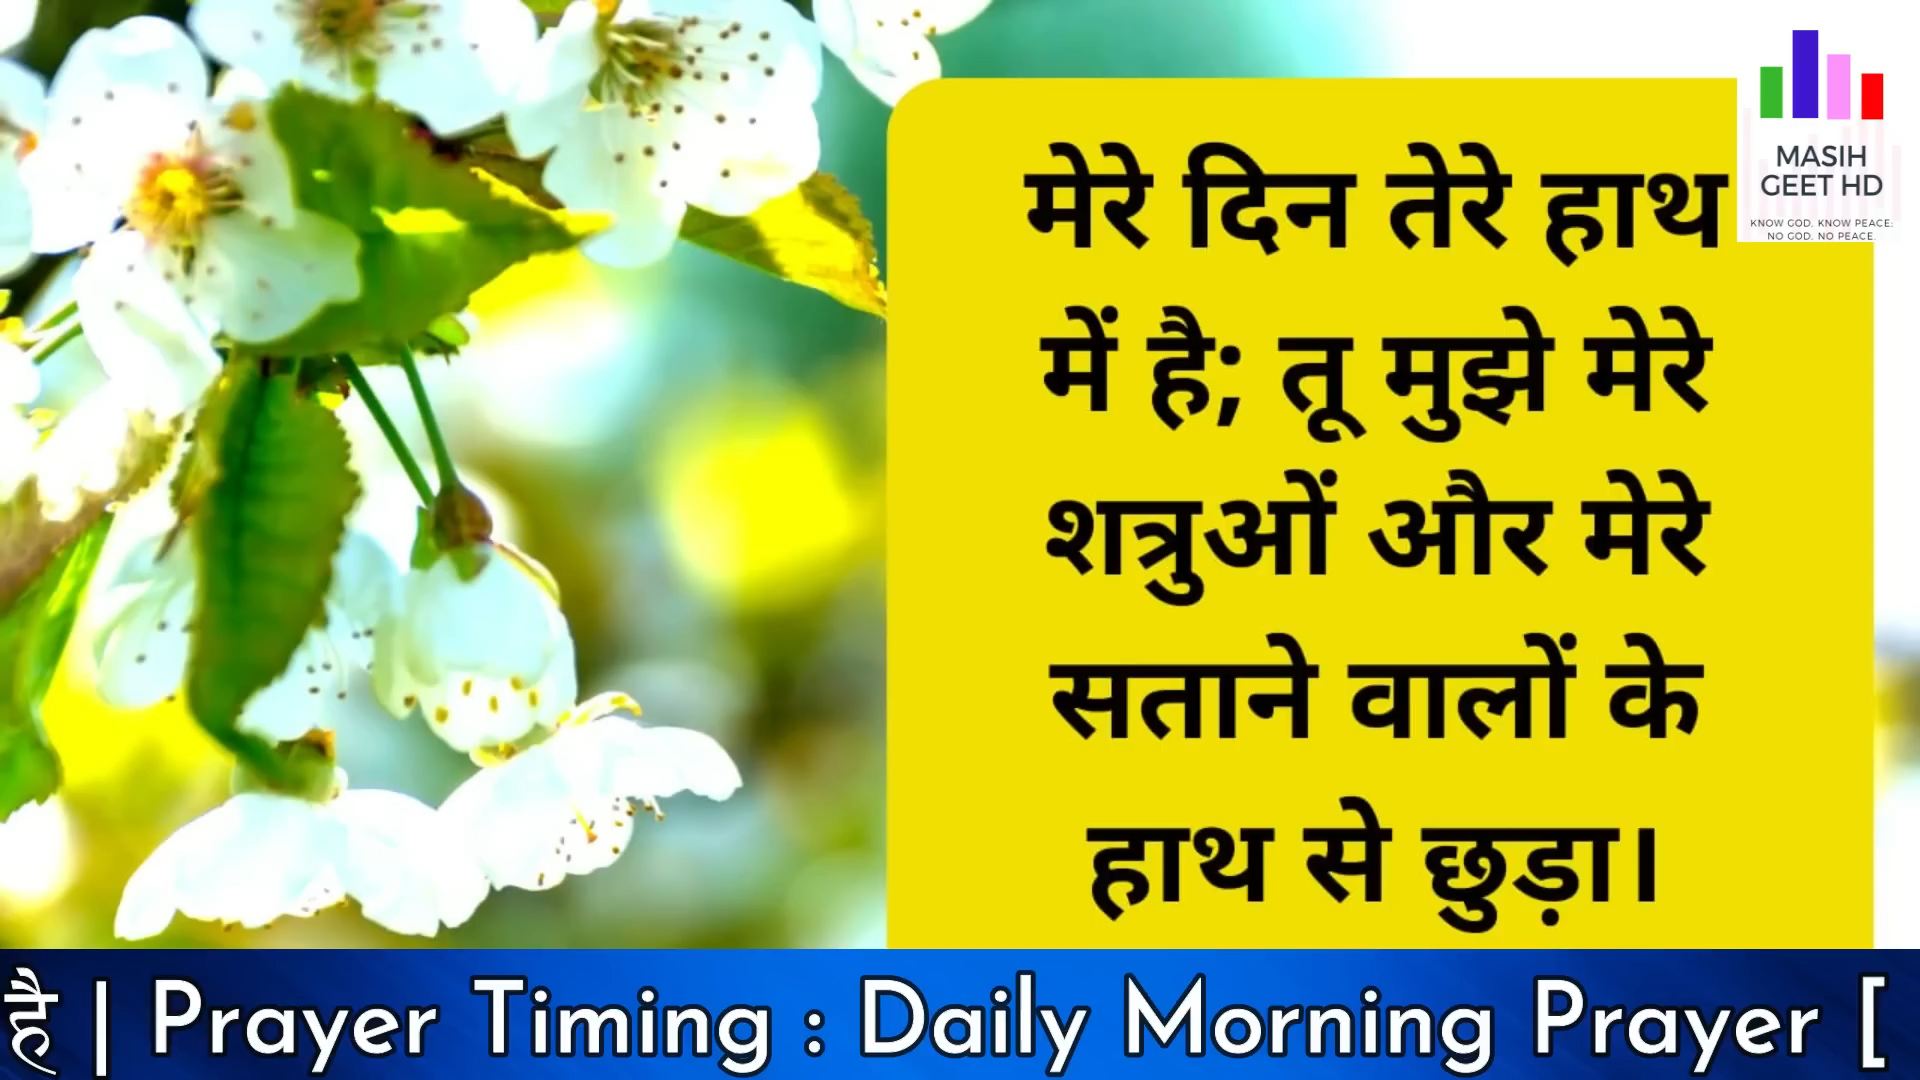 मेरे दिन तेरे हाथ
में है; तू मुझे मेरे
शत्रुओं और मेरे
सताने वालों के
हाथ से छुड़ा।
MASIH
GEET HD
KNOW GOD. KNOW PEACE:
NO GOD. NO PEACE.
है | Prayer Timing : Daily Morning Prayer [